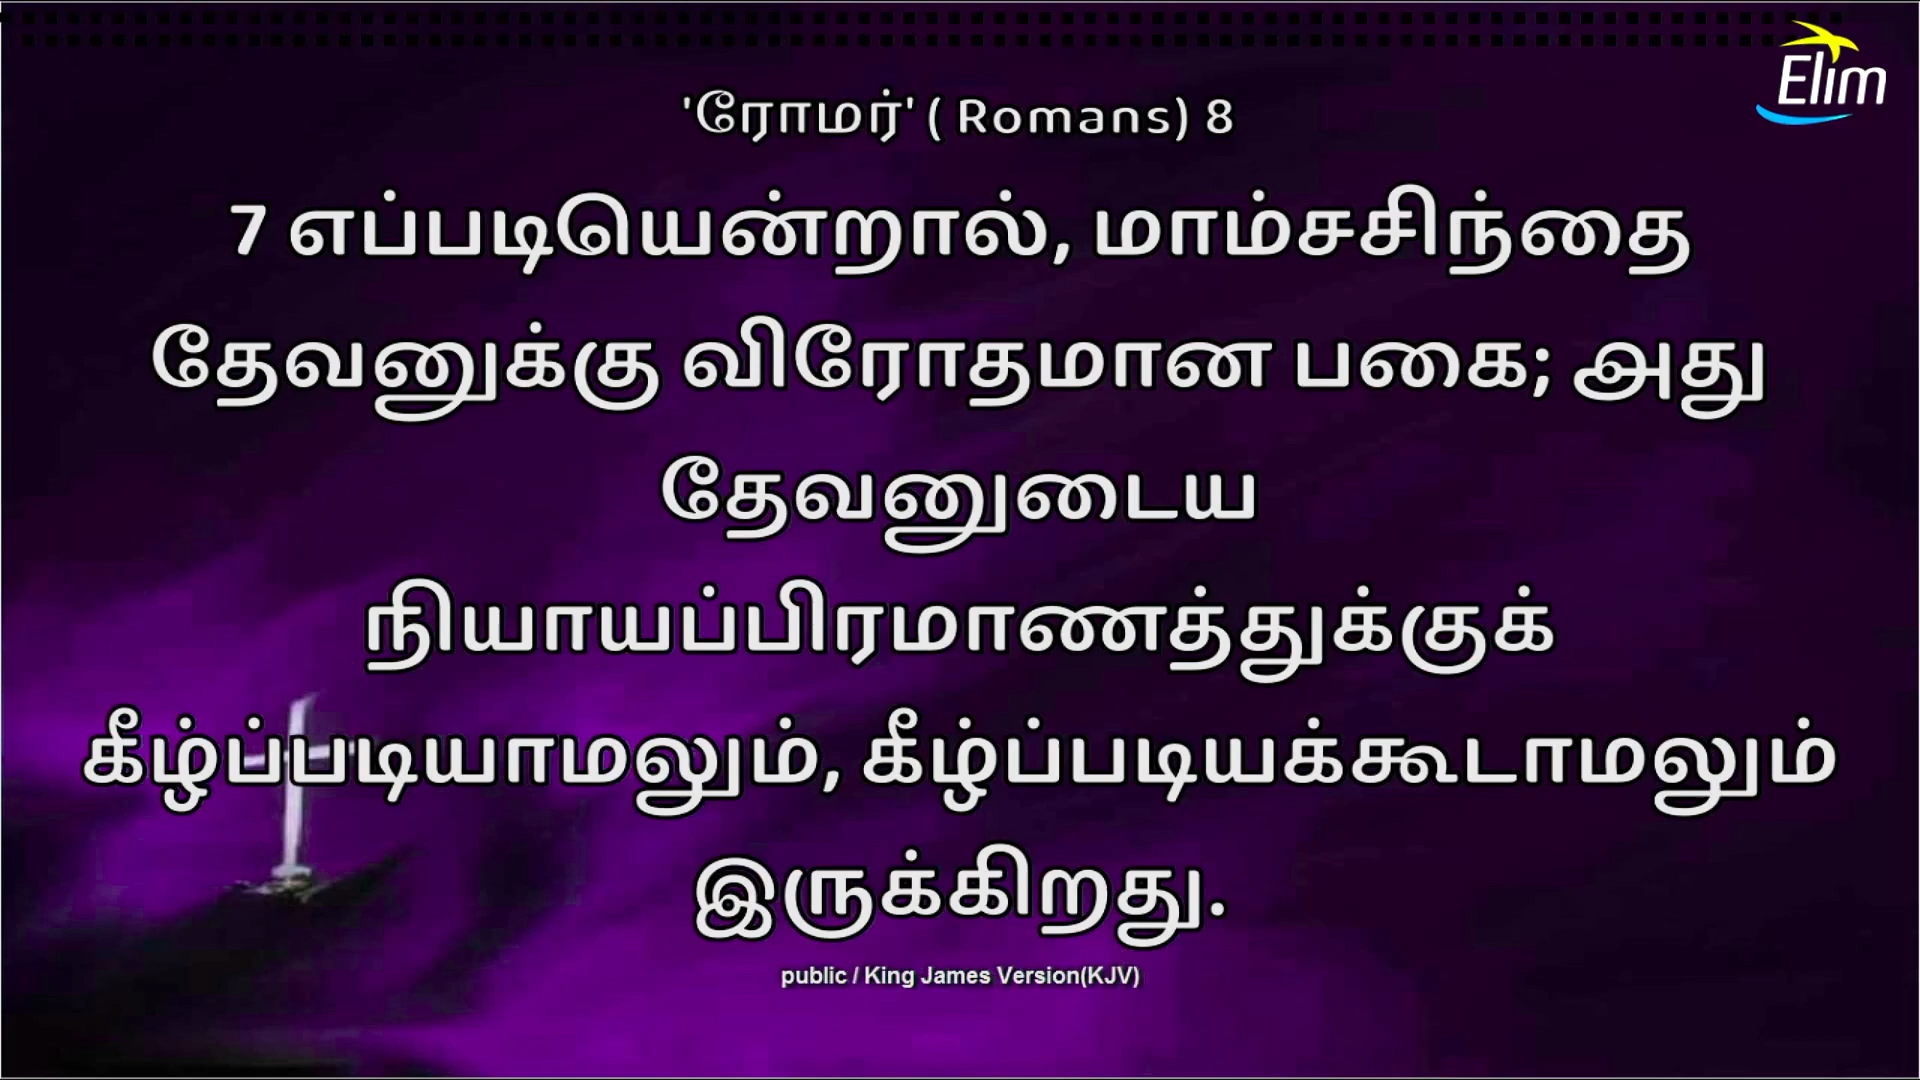 Elim
'ரோமர்' ( Romans) 8
7 எப்படியென்றால், மாம்சசிந்தை
தேவனுக்கு விரோதமான பகை; அது
தேவனுடைய
நியாயப்பிரமாணத்துக்குக்
கீழ்ப்படியாமலும், கீழ்ப்படியக்கூடாமலும்
இருக்கிறது.
public / King James Version(KJV)